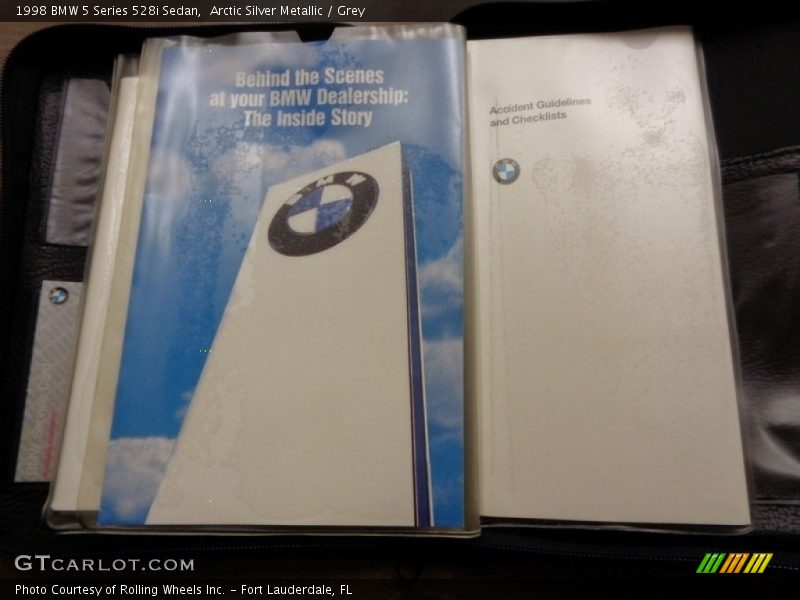 1998 BMW 5 Series 528i Sedan,  Arctic Silver Metallic / Grey
Behind the Scenes
at your BMW Dealership:
The Inside Story
BMW
Accident Guidelines
and Checklists
GTCARLOT.COM
Photo Courtesy of Rolling Wheels Inc. – Fort Lauderdale, FL